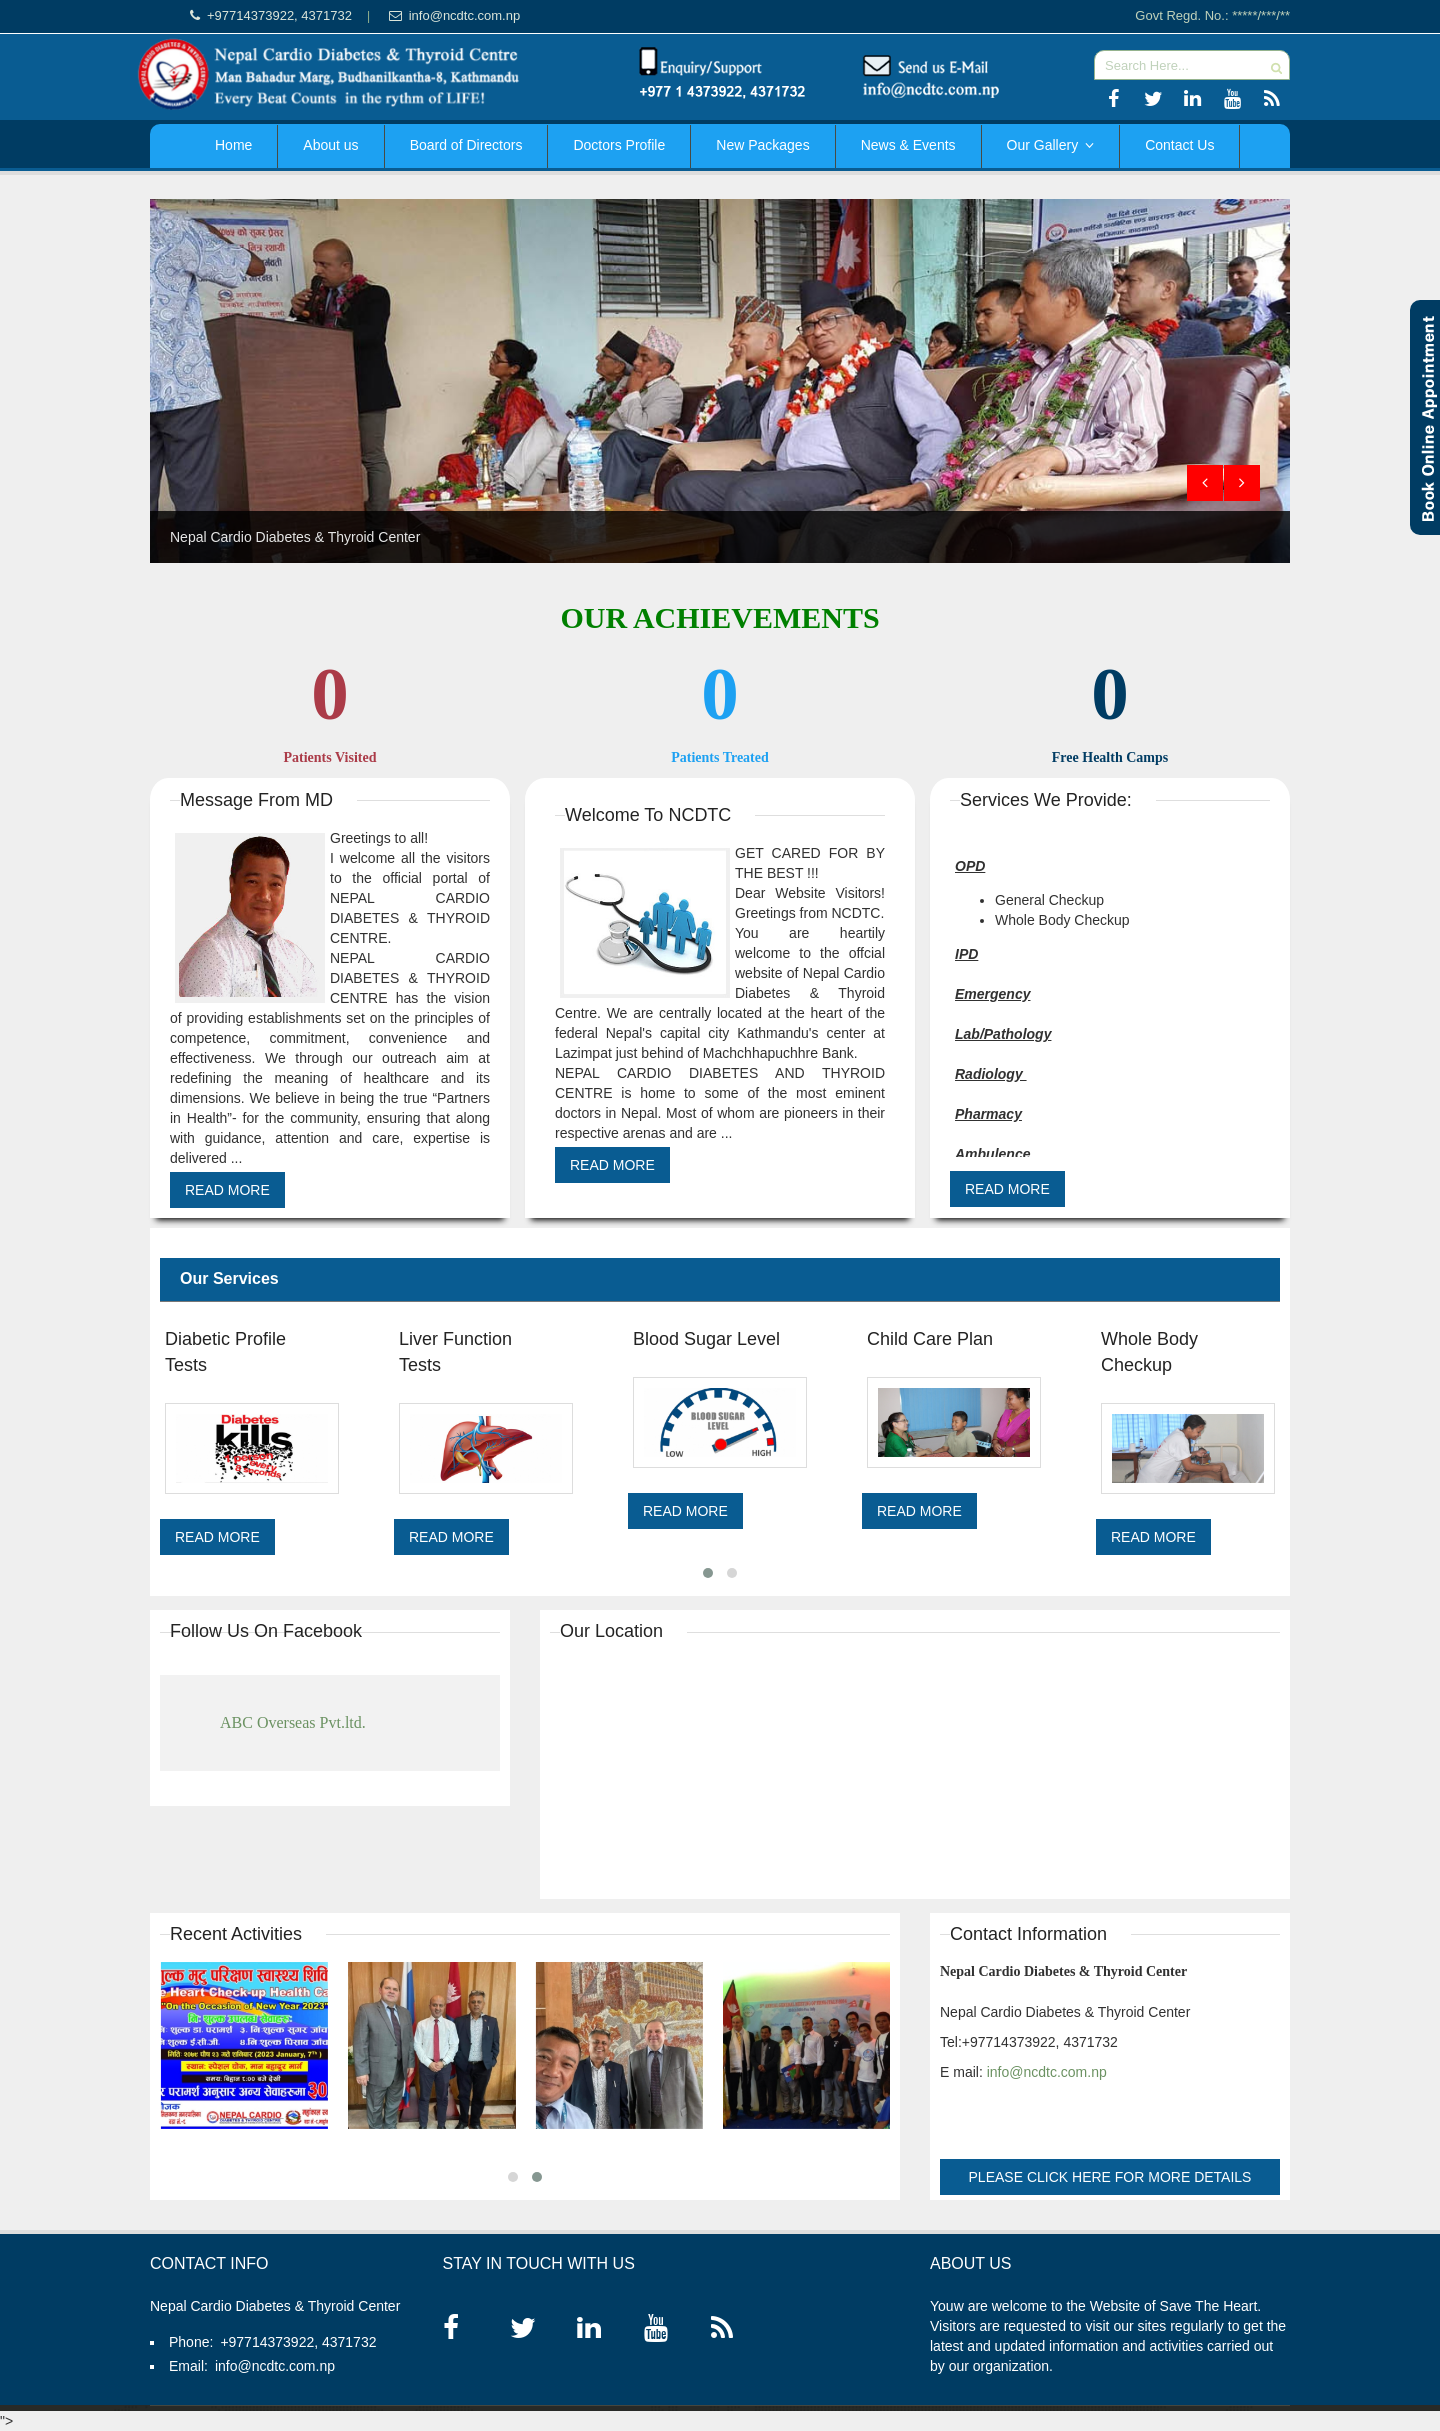 +97714373922, 4371732 | info@ncdtc.com.np
Govt Regd. No.: *****/***/**
Nepal Cardio Diabetes & Thyroid Centre
Man Bahadur Marg, Budhanilkantha-8, Kathmandu
Every Beat Counts in the rythm of LIFE!
Enquiry/Support
+977 1 4373922, 4371732
Send us E-Mail
info@ncdtc.com.np
Search Here...
Home
About us
Board of Directors
Doctors Profile
New Packages
News & Events
Our Gallery
Contact Us
Book Online Appointment
Nepal Cardio Diabetes & Thyroid Center
OUR ACHIEVEMENTS
0
Patients Visited
0
Patients Treated
0
Free Health Camps
Message From MD
Greetings to all!
I welcome all the visitors
to the official portal of
NEPAL CARDIO
DIABETES & THYROID
CENTRE.
NEPAL CARDIO
DIABETES & THYROID
CENTRE has the vision
of providing establishments set on the principles of
competence, commitment, convenience and
effectiveness. We through our outreach aim at
redefining the meaning of healthcare and its
dimensions. We believe in being the true “Partners
in Health”- for the community, ensuring that along
with guidance, attention and care, expertise is
delivered ...
READ MORE
Welcome To NCDTC
GET CARED FOR BY
THE BEST !!!
Dear Website Visitors!
Greetings from NCDTC.
You are heartily
welcome to the offcial
website of Nepal Cardio
Diabetes & Thyroid
Centre. We are centrally located at the heart of the
federal Nepal's capital city Kathmandu's center at
Lazimpat just behind of Machchhapuchhre Bank.
NEPAL CARDIO DIABETES AND THYROID
CENTRE is home to some of the most eminent
doctors in Nepal. Most of whom are pioneers in their
respective arenas and are ...
READ MORE
Services We Provide:
OPD
General Checkup
Whole Body Checkup
IPD
Emergency
Lab/Pathology
Radiology
Pharmacy
Ambulence
READ MORE
Our Services
Diabetic Profile
Tests
Diabetes
kills
1 person
every
seconds
READ MORE
Liver Function
Tests
READ MORE
Blood Sugar Level
BLOOD SUGAR
LEVEL
LOW
HIGH
READ MORE
Child Care Plan
READ MORE
Whole Body
Checkup
READ MORE
Follow Us On Facebook
ABC Overseas Pvt.ltd.
Our Location
Recent Activities
Heart Check-up Health
"On the Occasion of New Year 2023"
NEPAL CARDIO
Contact Information
Nepal Cardio Diabetes & Thyroid Center
Nepal Cardio Diabetes & Thyroid Center
Tel:+97714373922, 4371732
E mail: info@ncdtc.com.np
PLEASE CLICK HERE FOR MORE DETAILS
CONTACT INFO
Nepal Cardio Diabetes & Thyroid Center
Phone: +97714373922, 4371732
Email: info@ncdtc.com.np
STAY IN TOUCH WITH US
ABOUT US
Youw are welcome to the Website of Save The Heart.
Visitors are requested to visit our sites regularly to get the
latest and updated information and activities carried out
by our organization.
">